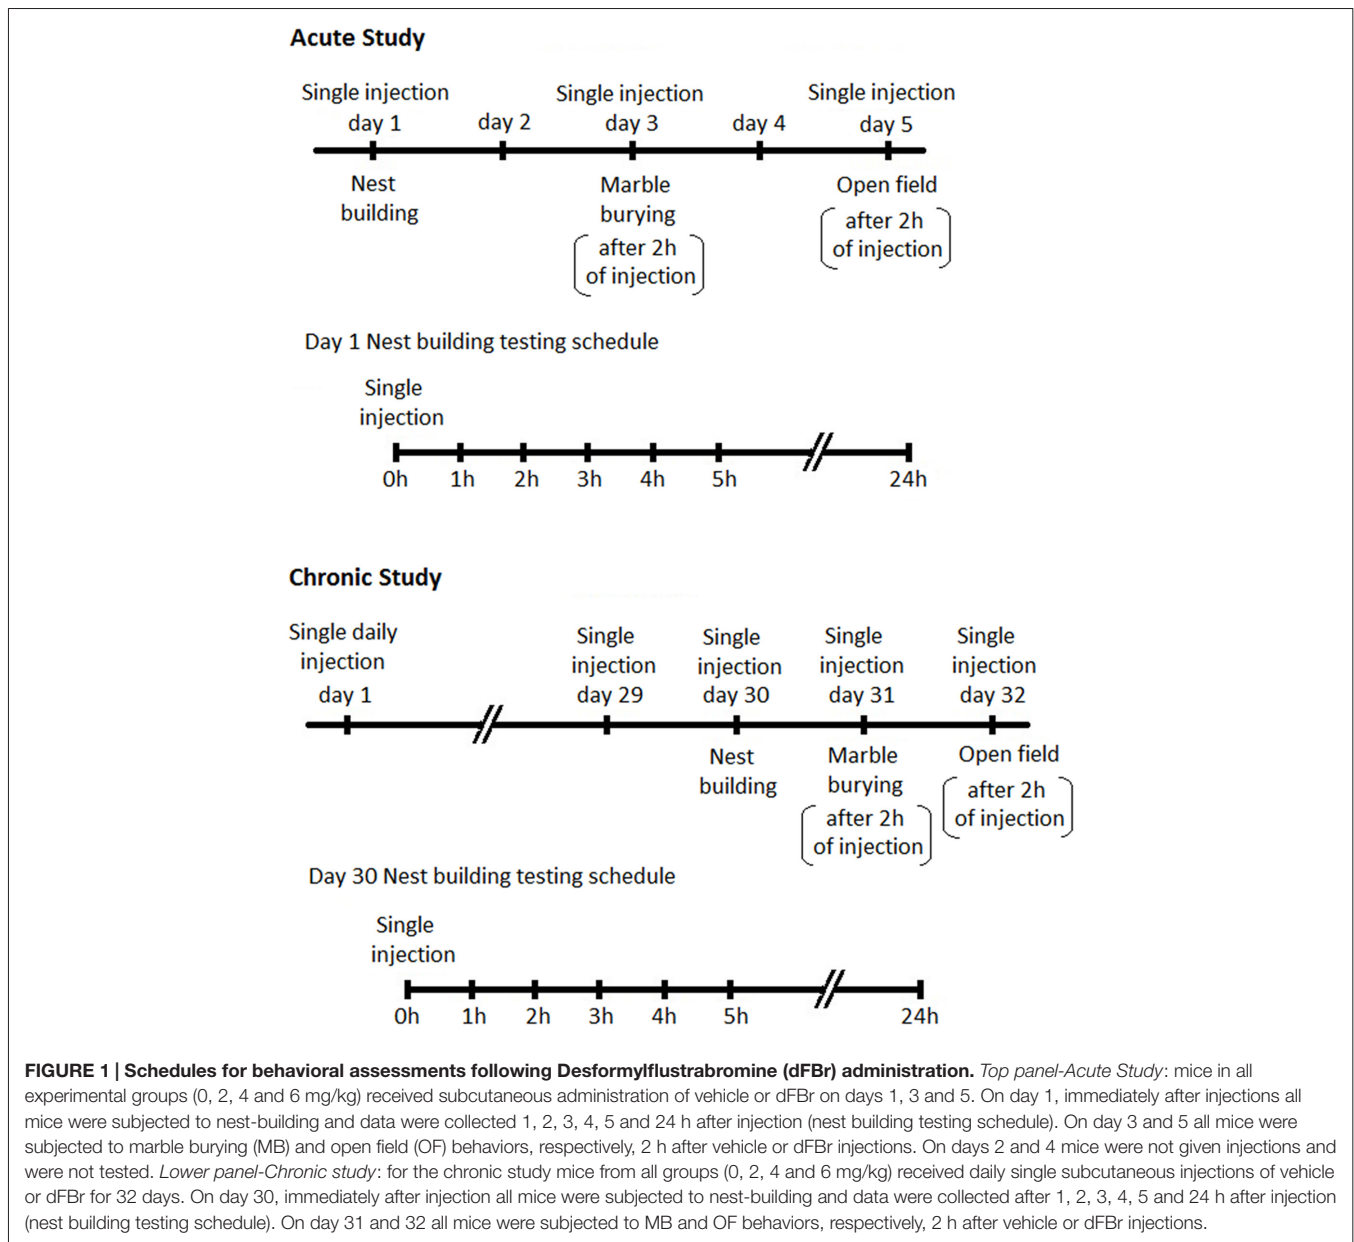 Acute Study
Single injection
day 1
day 2
Single injection
day 3
day 4
Single injection
day 5
Nest
building
Marble
burying
after 2h
of injection
Open field
after 2h
of injection
Day 1 Nest building testing schedule
Single
injection
0h 1h 2h 3h 4h 5h 24h
Chronic Study
Single daily
injection
day 1
Single
injection
day 29
Single
injection
day 30
Single
injection
day 31
Single
injection
day 32
Nest
building
Marble
burying
after 2h
of injection
Open field
after 2h
of injection
Day 30 Nest building testing schedule
Single
injection
0h 1h 2h 3h 4h 5h 24h
FIGURE 1 | Schedules for behavioral assessments following Desformylflustrabromine (dFBr) administration. Top panel-Acute Study: mice in all
experimental groups (0, 2, 4 and 6 mg/kg) received subcutaneous administration of vehicle or dFBr on days 1, 3 and 5. On day 1, immediately after injections all
mice were subjected to nest-building and data were collected 1, 2, 3, 4, 5 and 24 h after injection (nest building testing schedule). On day 3 and 5 all mice were
subjected to marble burying (MB) and open field (OF) behaviors, respectively, 2 h after vehicle or dFBr injections. On days 2 and 4 mice were not given injections and
were not tested. Lower panel-Chronic study: for the chronic study mice from all groups (0, 2, 4 and 6 mg/kg) received daily single subcutaneous injections of vehicle
or dFBr for 32 days. On day 30, immediately after injection all mice were subjected to nest-building and data were collected after 1, 2, 3, 4, 5 and 24 h after injection
(nest building testing schedule). On day 31 and 32 all mice were subjected to MB and OF behaviors, respectively, 2 h after vehicle or dFBr injections.